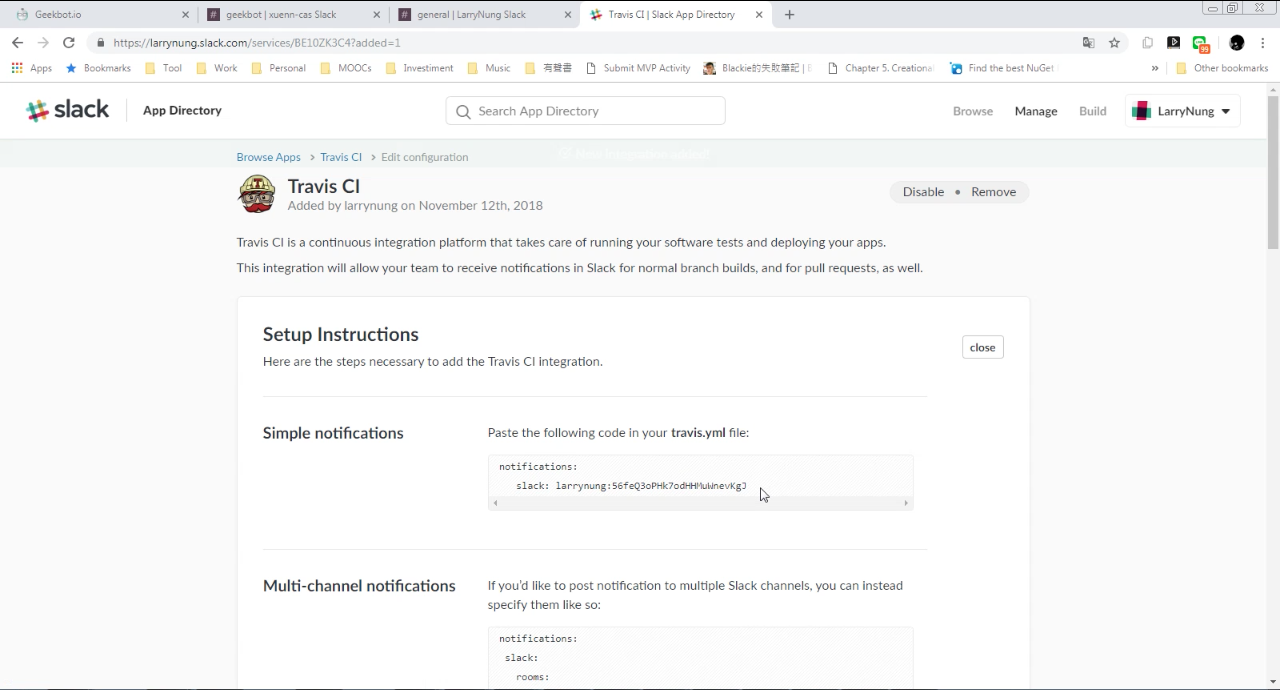 Geekbot.io
geekbot | xuenn-cas Slack
general | LarryNung Slack
Travis CI | Slack App Directory
https://larrynung.slack.com/services/BE10ZK3C4?added=1
99
Apps
Bookmarks
Tool
Work
Personal
MOOCs
Investiment
Music
有聲書
Submit MVP Activity
Blackie的失敗筆記 |
Chapter 5. Creationa
Find the best NuGet
»
Other bookmarks
slack
App Directory
Search App Directory
Browse
Manage
Build
LarryNung
Browse Apps > Travis CI > Edit configuration
New integration added!
Travis CI
Added by larrynung on November 12th, 2018
Disable • Remove
Travis CI is a continuous integration platform that takes care of running your software tests and deploying your apps.
This integration will allow your team to receive notifications in Slack for normal branch builds, and for pull requests, as well.
Setup Instructions
Here are the steps necessary to add the Travis CI integration.
close
Simple notifications
Paste the following code in your travis.yml file:
notifications:
slack: larrynung:56feQ3oPHk7odHHMuWnevKgJ
Multi-channel notifications
If you'd like to post notification to multiple Slack channels, you can instead
specify them like so:
notifications:
slack:
rooms: